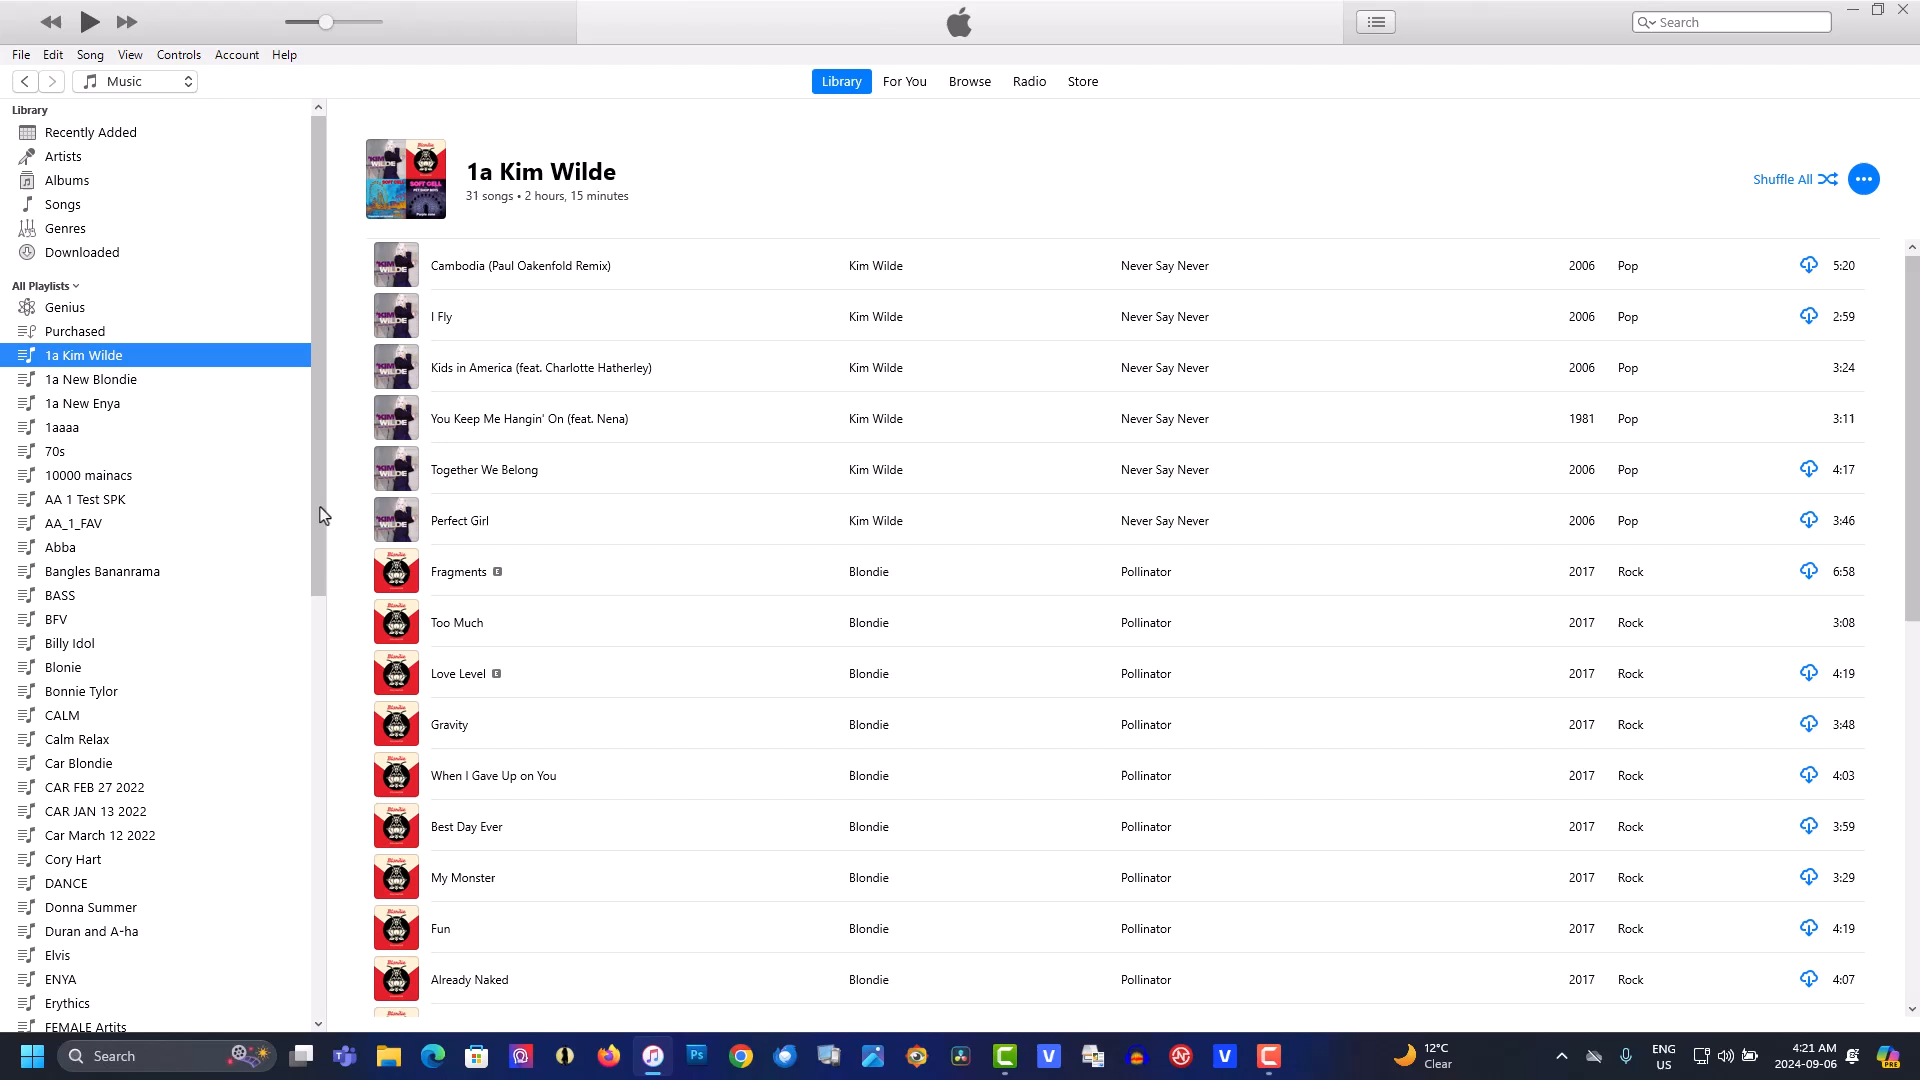 Search
File Edit Song View Controls Account Help
Music
Library For You Browse Radio Store
Library
Recently Added
Artists
Albums
Songs
Genres
Downloaded
All Playlists
Genius
Purchased
1a Kim Wilde
1a New Blondie
1a New Enya
1aaaa
70s
10000 mainacs
AA 1 Test SPK
AA_1_FAV
Abba
Bangles Bananrama
BASS
BFV
Billy Idol
Blonie
Bonnie Tylor
CALM
Calm Relax
Car Blondie
CAR FEB 27 2022
CAR JAN 13 2022
Car March 12 2022
Cory Hart
DANCE
Donna Summer
Duran and A-ha
Elvis
ENYA
Erythics
FEMALE Artits
1a Kim Wilde
31 songs • 2 hours, 15 minutes
Shuffle All
Cambodia (Paul Oakenfold Remix) Kim Wilde Never Say Never 2006 Pop 5:20
I Fly Kim Wilde Never Say Never 2006 Pop 2:59
Kids in America (feat. Charlotte Hatherley) Kim Wilde Never Say Never 2006 Pop 3:24
You Keep Me Hangin' On (feat. Nena) Kim Wilde Never Say Never 1981 Pop 3:11
Together We Belong Kim Wilde Never Say Never 2006 Pop 4:17
Perfect Girl Kim Wilde Never Say Never 2006 Pop 3:46
Fragments E Blondie Pollinator 2017 Rock 6:58
Too Much Blondie Pollinator 2017 Rock 3:08
Love Level E Blondie Pollinator 2017 Rock 4:19
Gravity Blondie Pollinator 2017 Rock 3:48
When I Gave Up on You Blondie Pollinator 2017 Rock 4:03
Best Day Ever Blondie Pollinator 2017 Rock 3:59
My Monster Blondie Pollinator 2017 Rock 3:29
Fun Blondie Pollinator 2017 Rock 4:19
Already Naked Blondie Pollinator 2017 Rock 4:07
Search
12°C
Clear
ENG
US
4:21 AM
2024-09-06